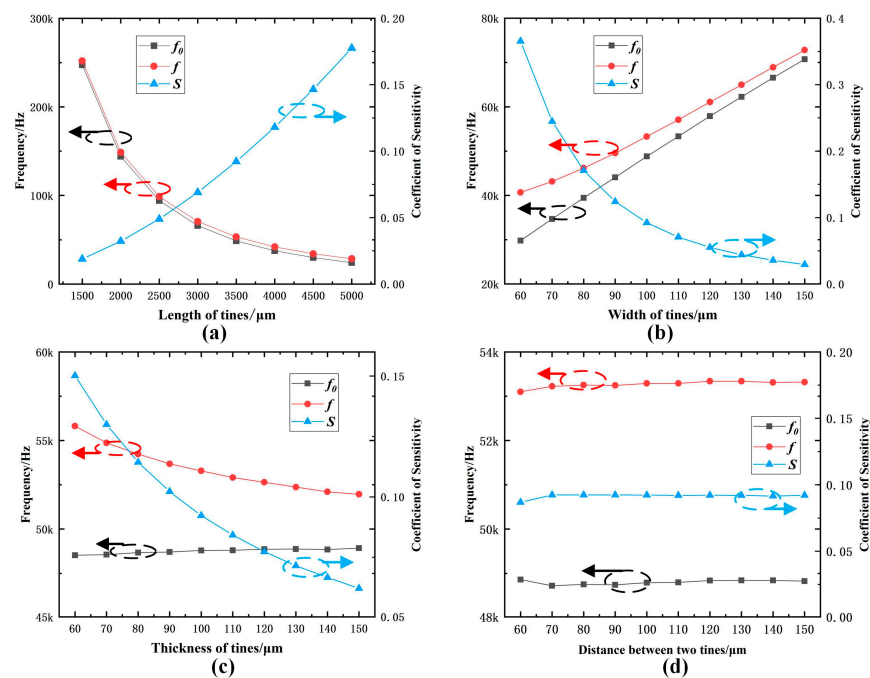 300k
200k
100k
0
Frequency/Hz
f₀
f
S
0.20
0.15
0.10
0.05
0.00
Coefficient of Sensitivity
1500 2000 2500 3000 3500 4000 4500 5000
Length of tines/μm
(a)
80k
60k
40k
20k
Frequency/Hz
f₀
f
S
0.4
0.3
0.2
0.1
0.0
Coefficient of Sensitivity
60 70 80 90 100 110 120 130 140 150
Width of tines/μm
(b)
60k
55k
50k
45k
Frequency/Hz
f₀
f
S
0.15
0.10
0.05
Coefficient of Sensitivity
60 70 80 90 100 110 120 130 140 150
Thickness of tines/μm
(c)
54k
52k
50k
48k
Frequency/Hz
f₀
f
S
0.20
0.15
0.10
0.05
0.00
Coefficient of Sensitivity
60 70 80 90 100 110 120 130 140 150
Distance between two tines/μm
(d)